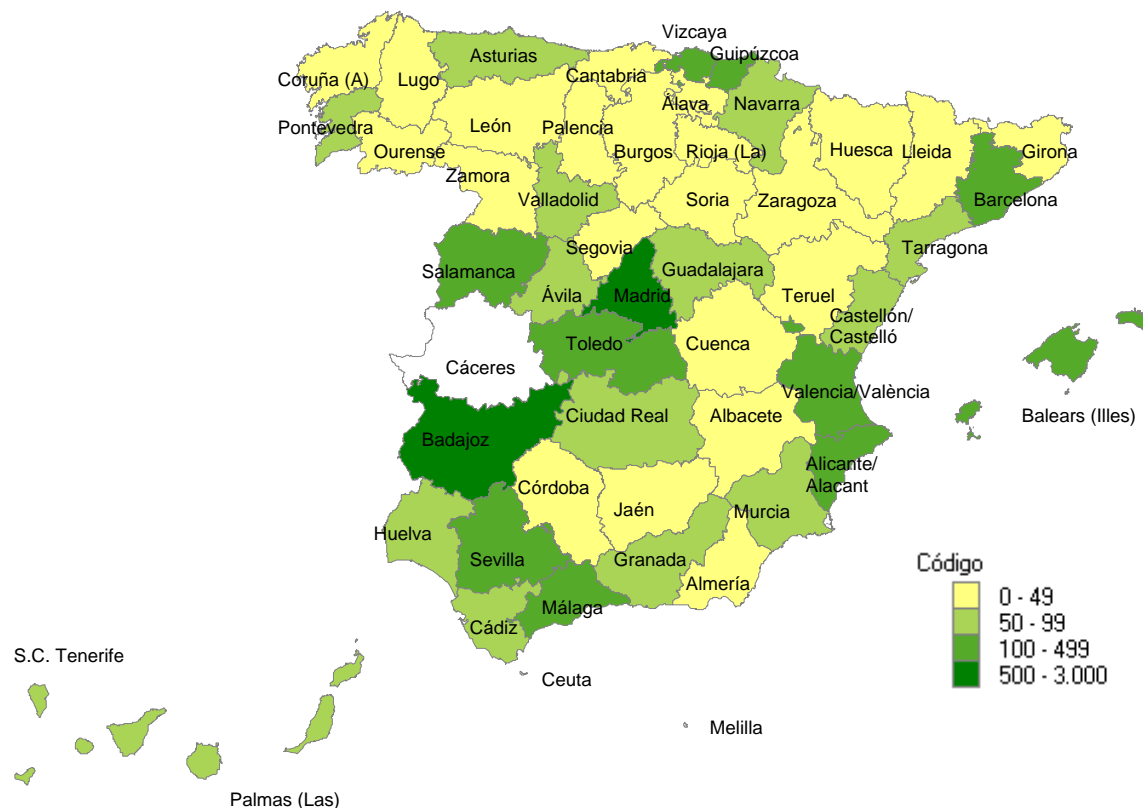 Vizcaya
Guipúzcoa
Asturias
Cantabria
Coruña (A)
Lugo
Álava
Navarra
Pontevedra
León
Palencia
Ourense
Burgos
Rioja (La)
Huesca
Lleida
Girona
Zamora
Valladolid
Soria
Zaragoza
Barcelona
Segovia
Tarragona
Salamanca
Guadalajara
Ávila
Madrid
Teruel
Castellón/
Castelló
Toledo
Cuenca
Cáceres
Valencia/València
Balears (Illes)
Ciudad Real
Albacete
Badajoz
Alicante/
Alacant
Córdoba
Jaén
Murcia
Huelva
Sevilla
Granada
Almería
Málaga
Cádiz
Código
0 - 49
50 - 99
100 - 499
500 - 3.000
S.C. Tenerife
Ceuta
Melilla
Palmas (Las)